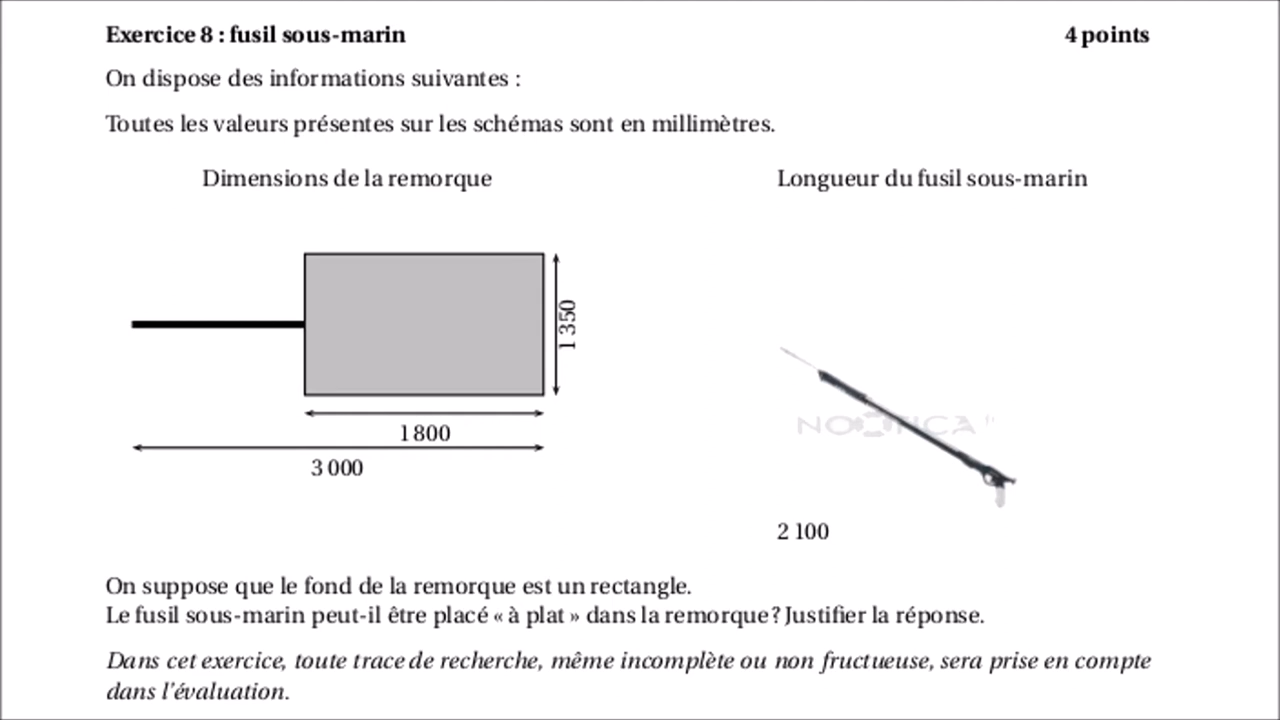 Exercice 8 : fusil sous-marin 4 points
On dispose des informations suivantes :
Toutes les valeurs présentes sur les schémas sont en millimètres.
Dimensions de la remorque Longueur du fusil sous-marin
1 350
NOOTICA
1 800
3 000
2 100
On suppose que le fond de la remorque est un rectangle.
Le fusil sous-marin peut-il être placé « à plat » dans la remorque ? Justifier la réponse.
Dans cet exercice, toute trace de recherche, même incomplète ou non fructueuse, sera prise en compte
dans l'évaluation.